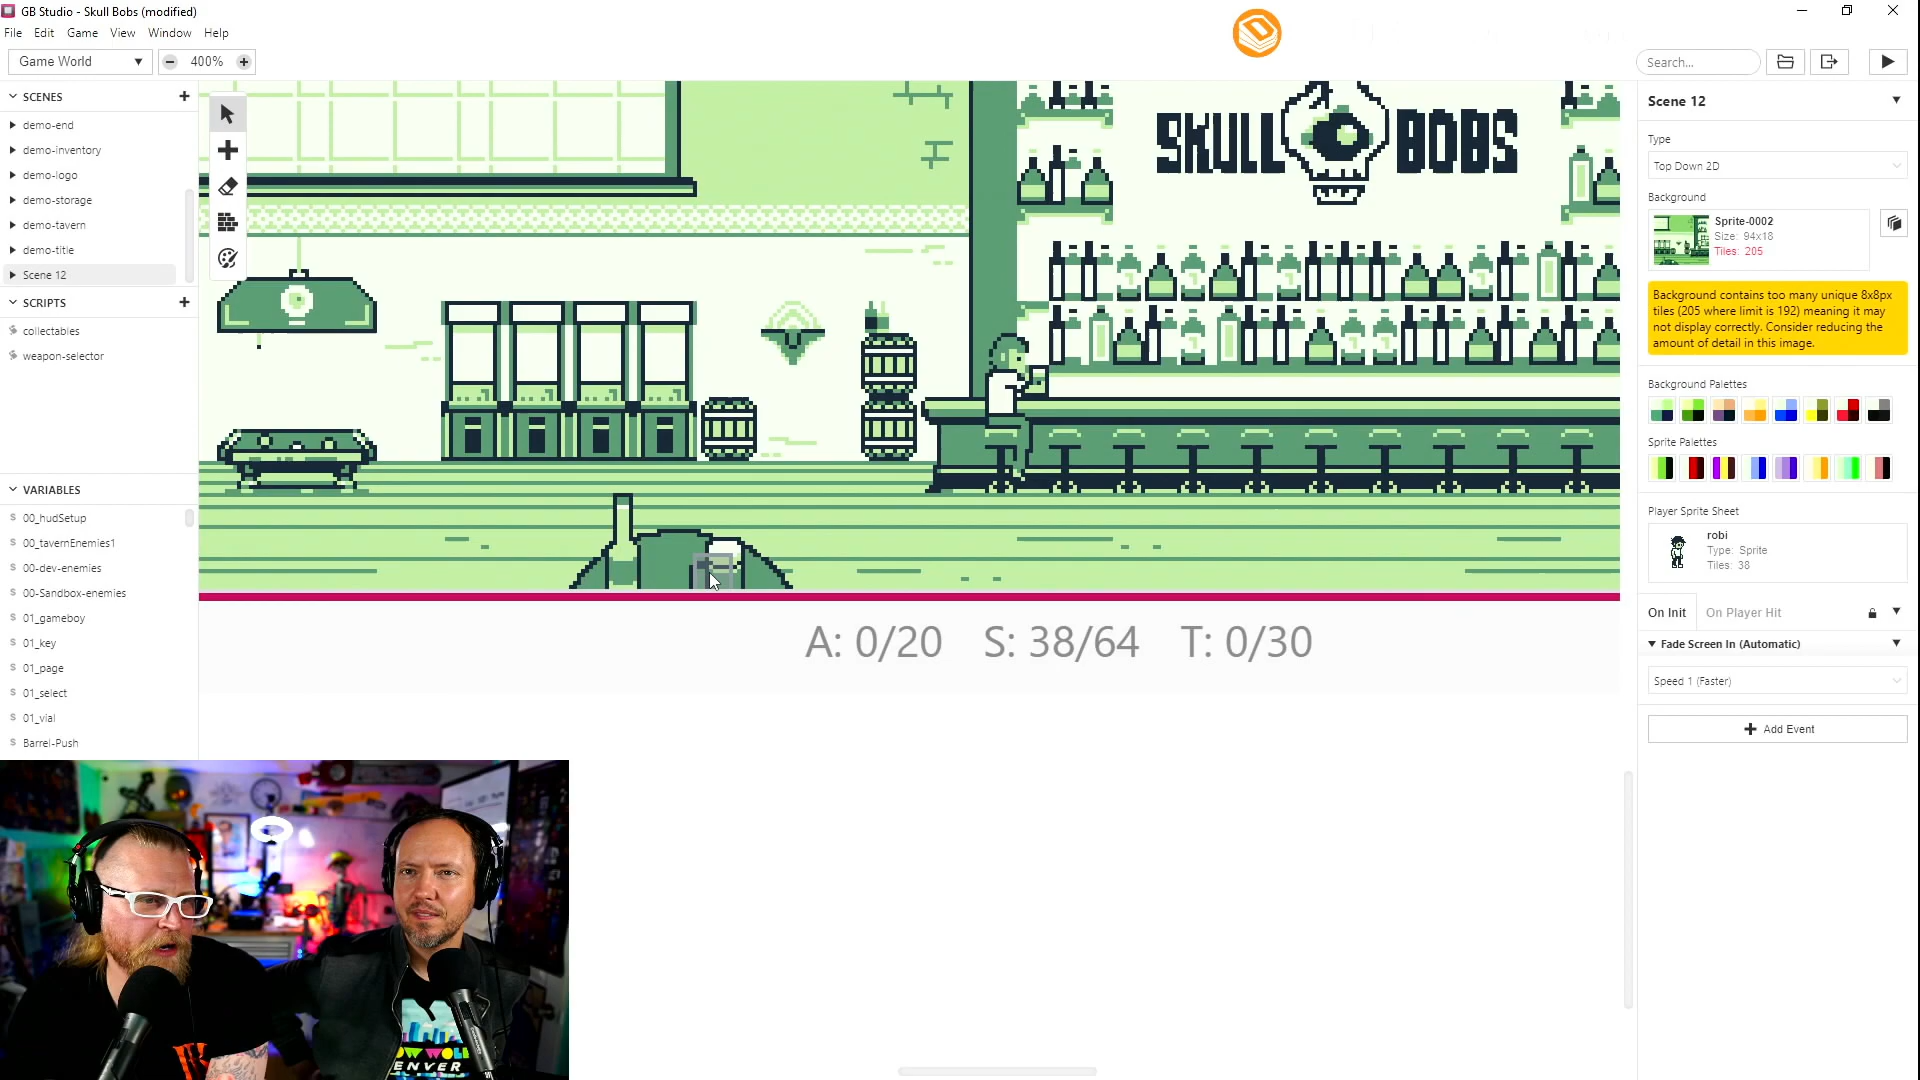 GB Studio - Skull Bobs (modified)
File Edit Game View Window Help
Game World
400%
Search...
SCENES
demo-end
demo-inventory
demo-logo
demo-storage
demo-tavern
demo-title
Scene 12
SCRIPTS
collectables
weapon-selector
VARIABLES
$ 00_hudSetup
$ 00_tavernEnemies1
$ 00-dev-enemies
$ 00-Sandbox-enemies
$ 01_gameboy
$ 01_key
$ 01_page
$ 01_select
$ 01_vial
$ Barrel-Push
SKULL BOBS
A: 0/20 S: 38/64 T: 0/30
Scene 12
Type
Top Down 2D
Background
Sprite-0002
Size: 94x18
Tiles: 205
Background contains too many unique 8x8px
tiles (205 where limit is 192) meaning it may
not display correctly. Consider reducing the
amount of detail in this image.
Background Palettes
Sprite Palettes
Player Sprite Sheet
robi
Type: Sprite
Tiles: 38
On Init On Player Hit
Fade Screen In (Automatic)
Speed 1 (Faster)
Add Event